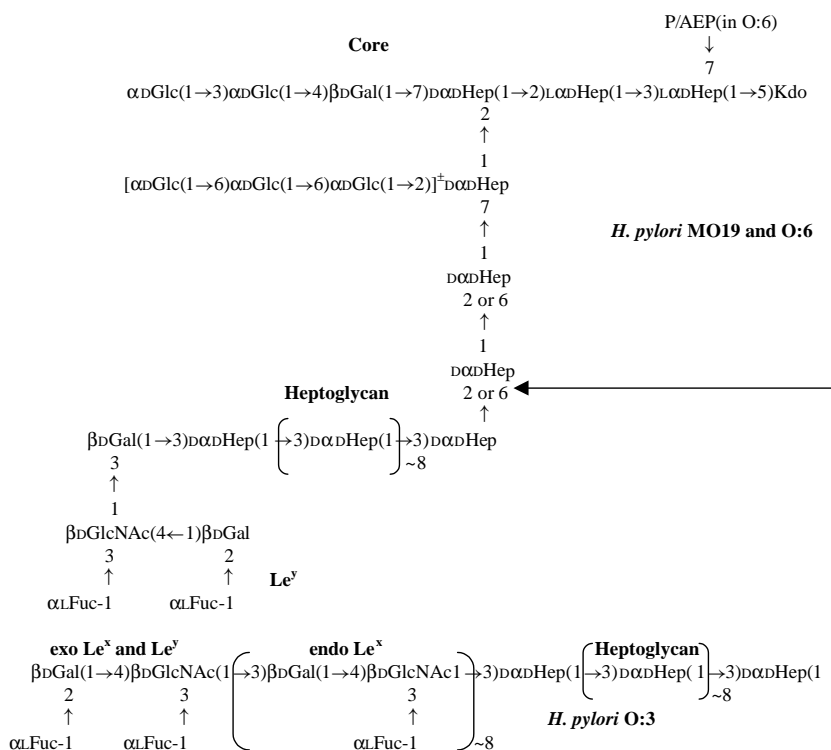 P/AEP(in O:6)
Core
↓
7
αDGlc(1→3)αDGlc(1→4)βDGal(1→7)DαDHep(1→2)LαDHep(1→3)LαDHep(1→5)Kdo
2
↑
1
[αDGlc(1→6)αDGlc(1→6)αDGlc(1→2)]±DαDHep
7
H. pylori MO19 and O:6
↑
1
DαDHep
2 or 6
↑
1
DαDHep
Heptoglycan
2 or 6
↑
βDGal(1→3)DαDHep(1→3)DαDHep(1→3)DαDHep
3
~8
↑
1
βDGlcNAc(4←1)βDGal
3 2
Leʸ
↑ ↑
αLFuc-1 αLFuc-1
exo Leˣ and Leʸ endo Leˣ Heptoglycan
βDGal(1→4)βDGlcNAc(1→3)βDGal(1→4)βDGlcNAc1→3)DαDHep(1→3)DαDHep( 1→3)DαDHep(1
2 3 3 ~8
↑ ↑ ↑
H. pylori O:3
αLFuc-1 αLFuc-1 αLFuc-1 ~8